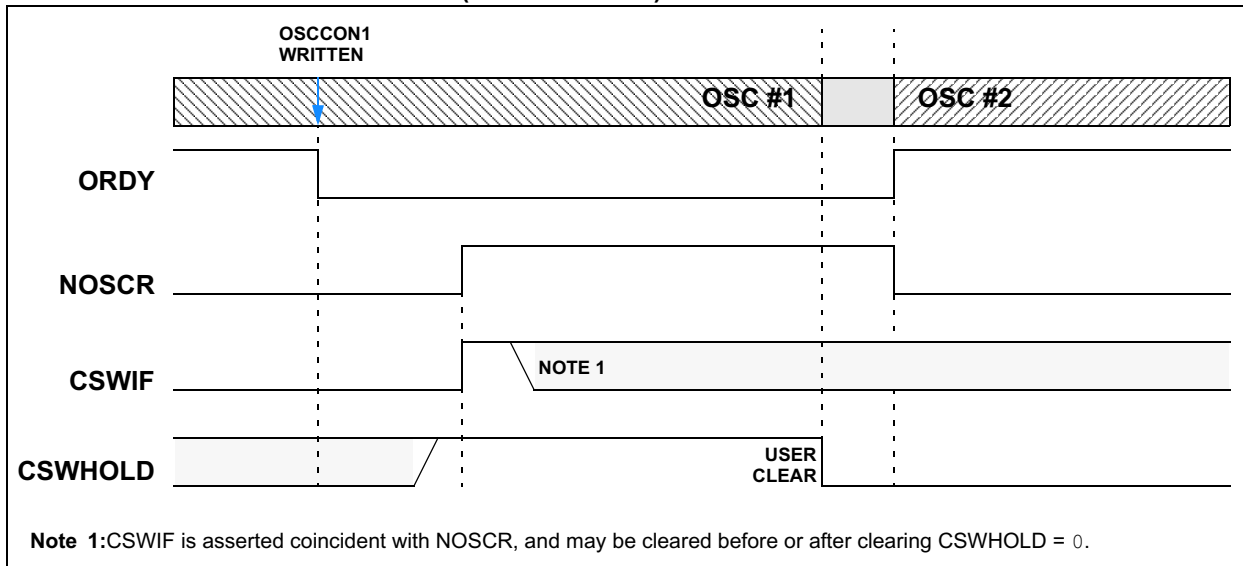 OSCCON1
WRITTEN
OSC #1
OSC #2
ORDY
NOSCR
CSWIF
NOTE 1
CSWHOLD
USER
CLEAR
Note 1:CSWIF is asserted coincident with NOSCR, and may be cleared before or after clearing CSWHOLD = 0.